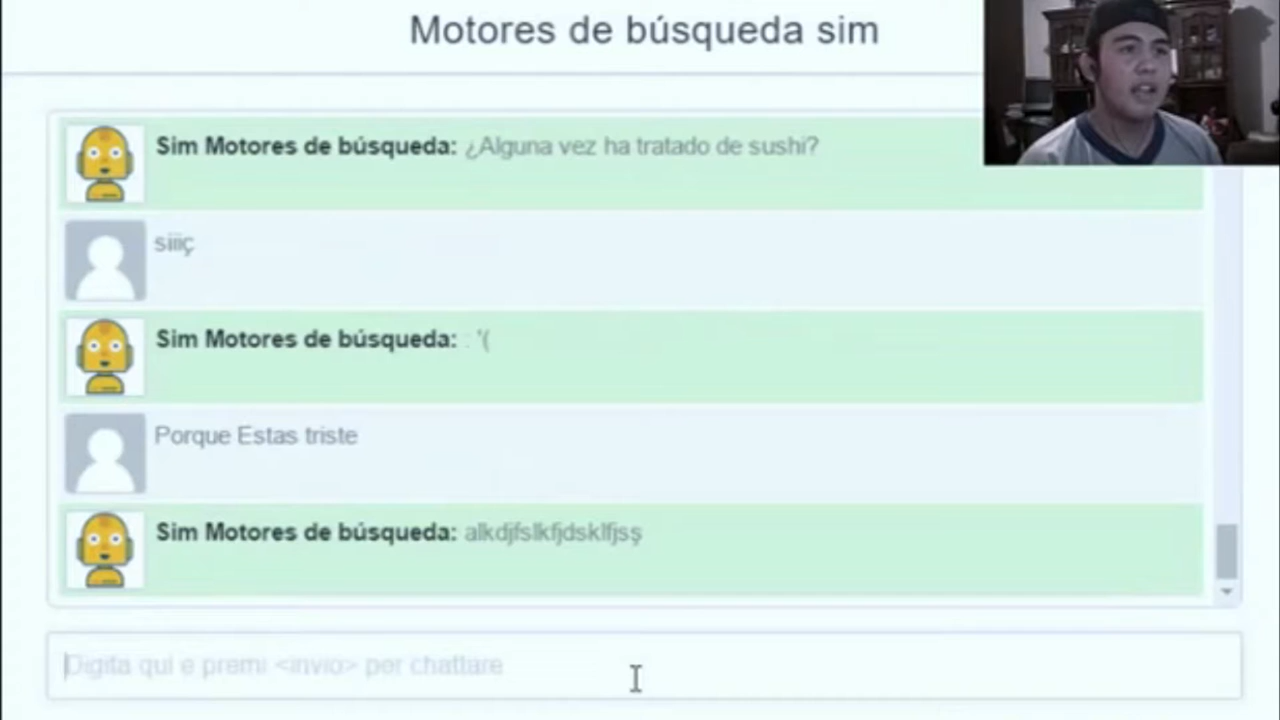 Motores de búsqueda sim
Sim Motores de búsqueda: ¿Alguna vez ha tratado de sushi?
siiiç
Sim Motores de búsqueda: : '(
Porque Estas triste
Sim Motores de búsqueda: alkdjfslkfjdsklfjsş
Digita qui e premi <invio> per chattare